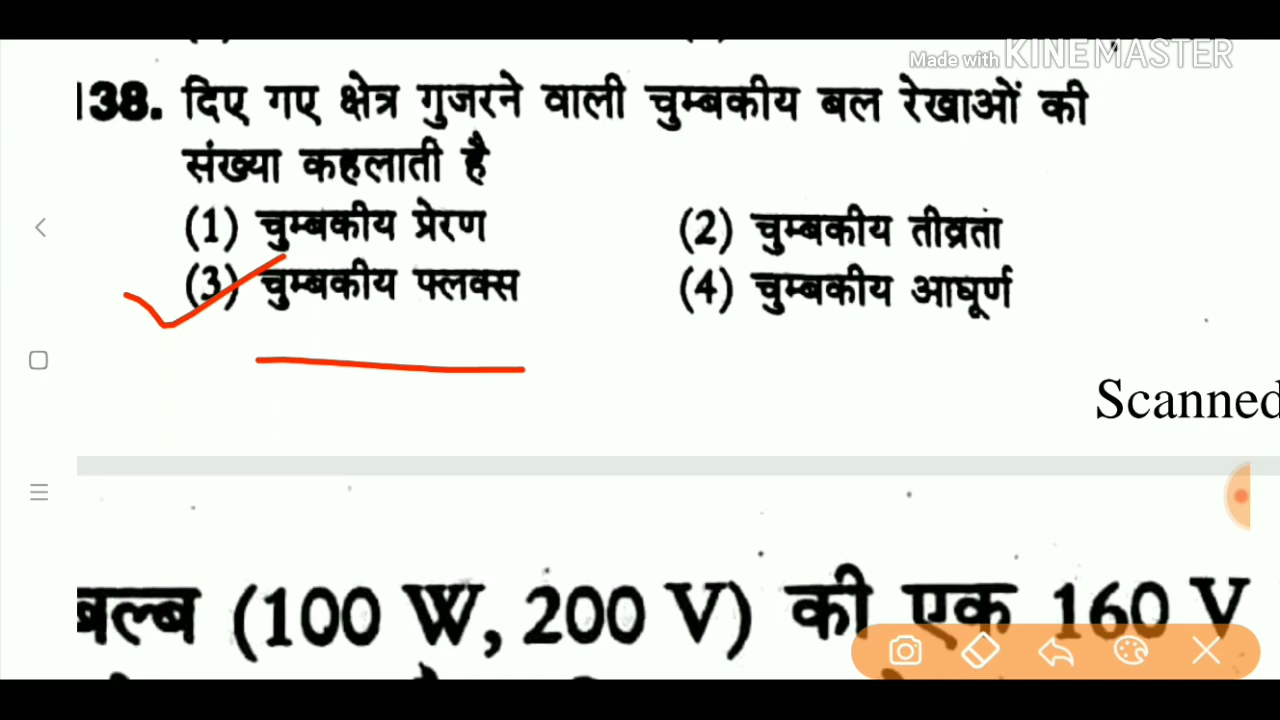 Made with KINEMASTER
138. दिए गए क्षेत्र गुजरने वाली चुम्बकीय बल रेखाओं की
संख्या कहलाती है
(1) चुम्बकीय प्रेरण (2) चुम्बकीय तीव्रता
(3) चुम्बकीय फ्लक्स (4) चुम्बकीय आघूर्ण
Scanned
बल्ब (100 W, 200 V) की एक 160 V